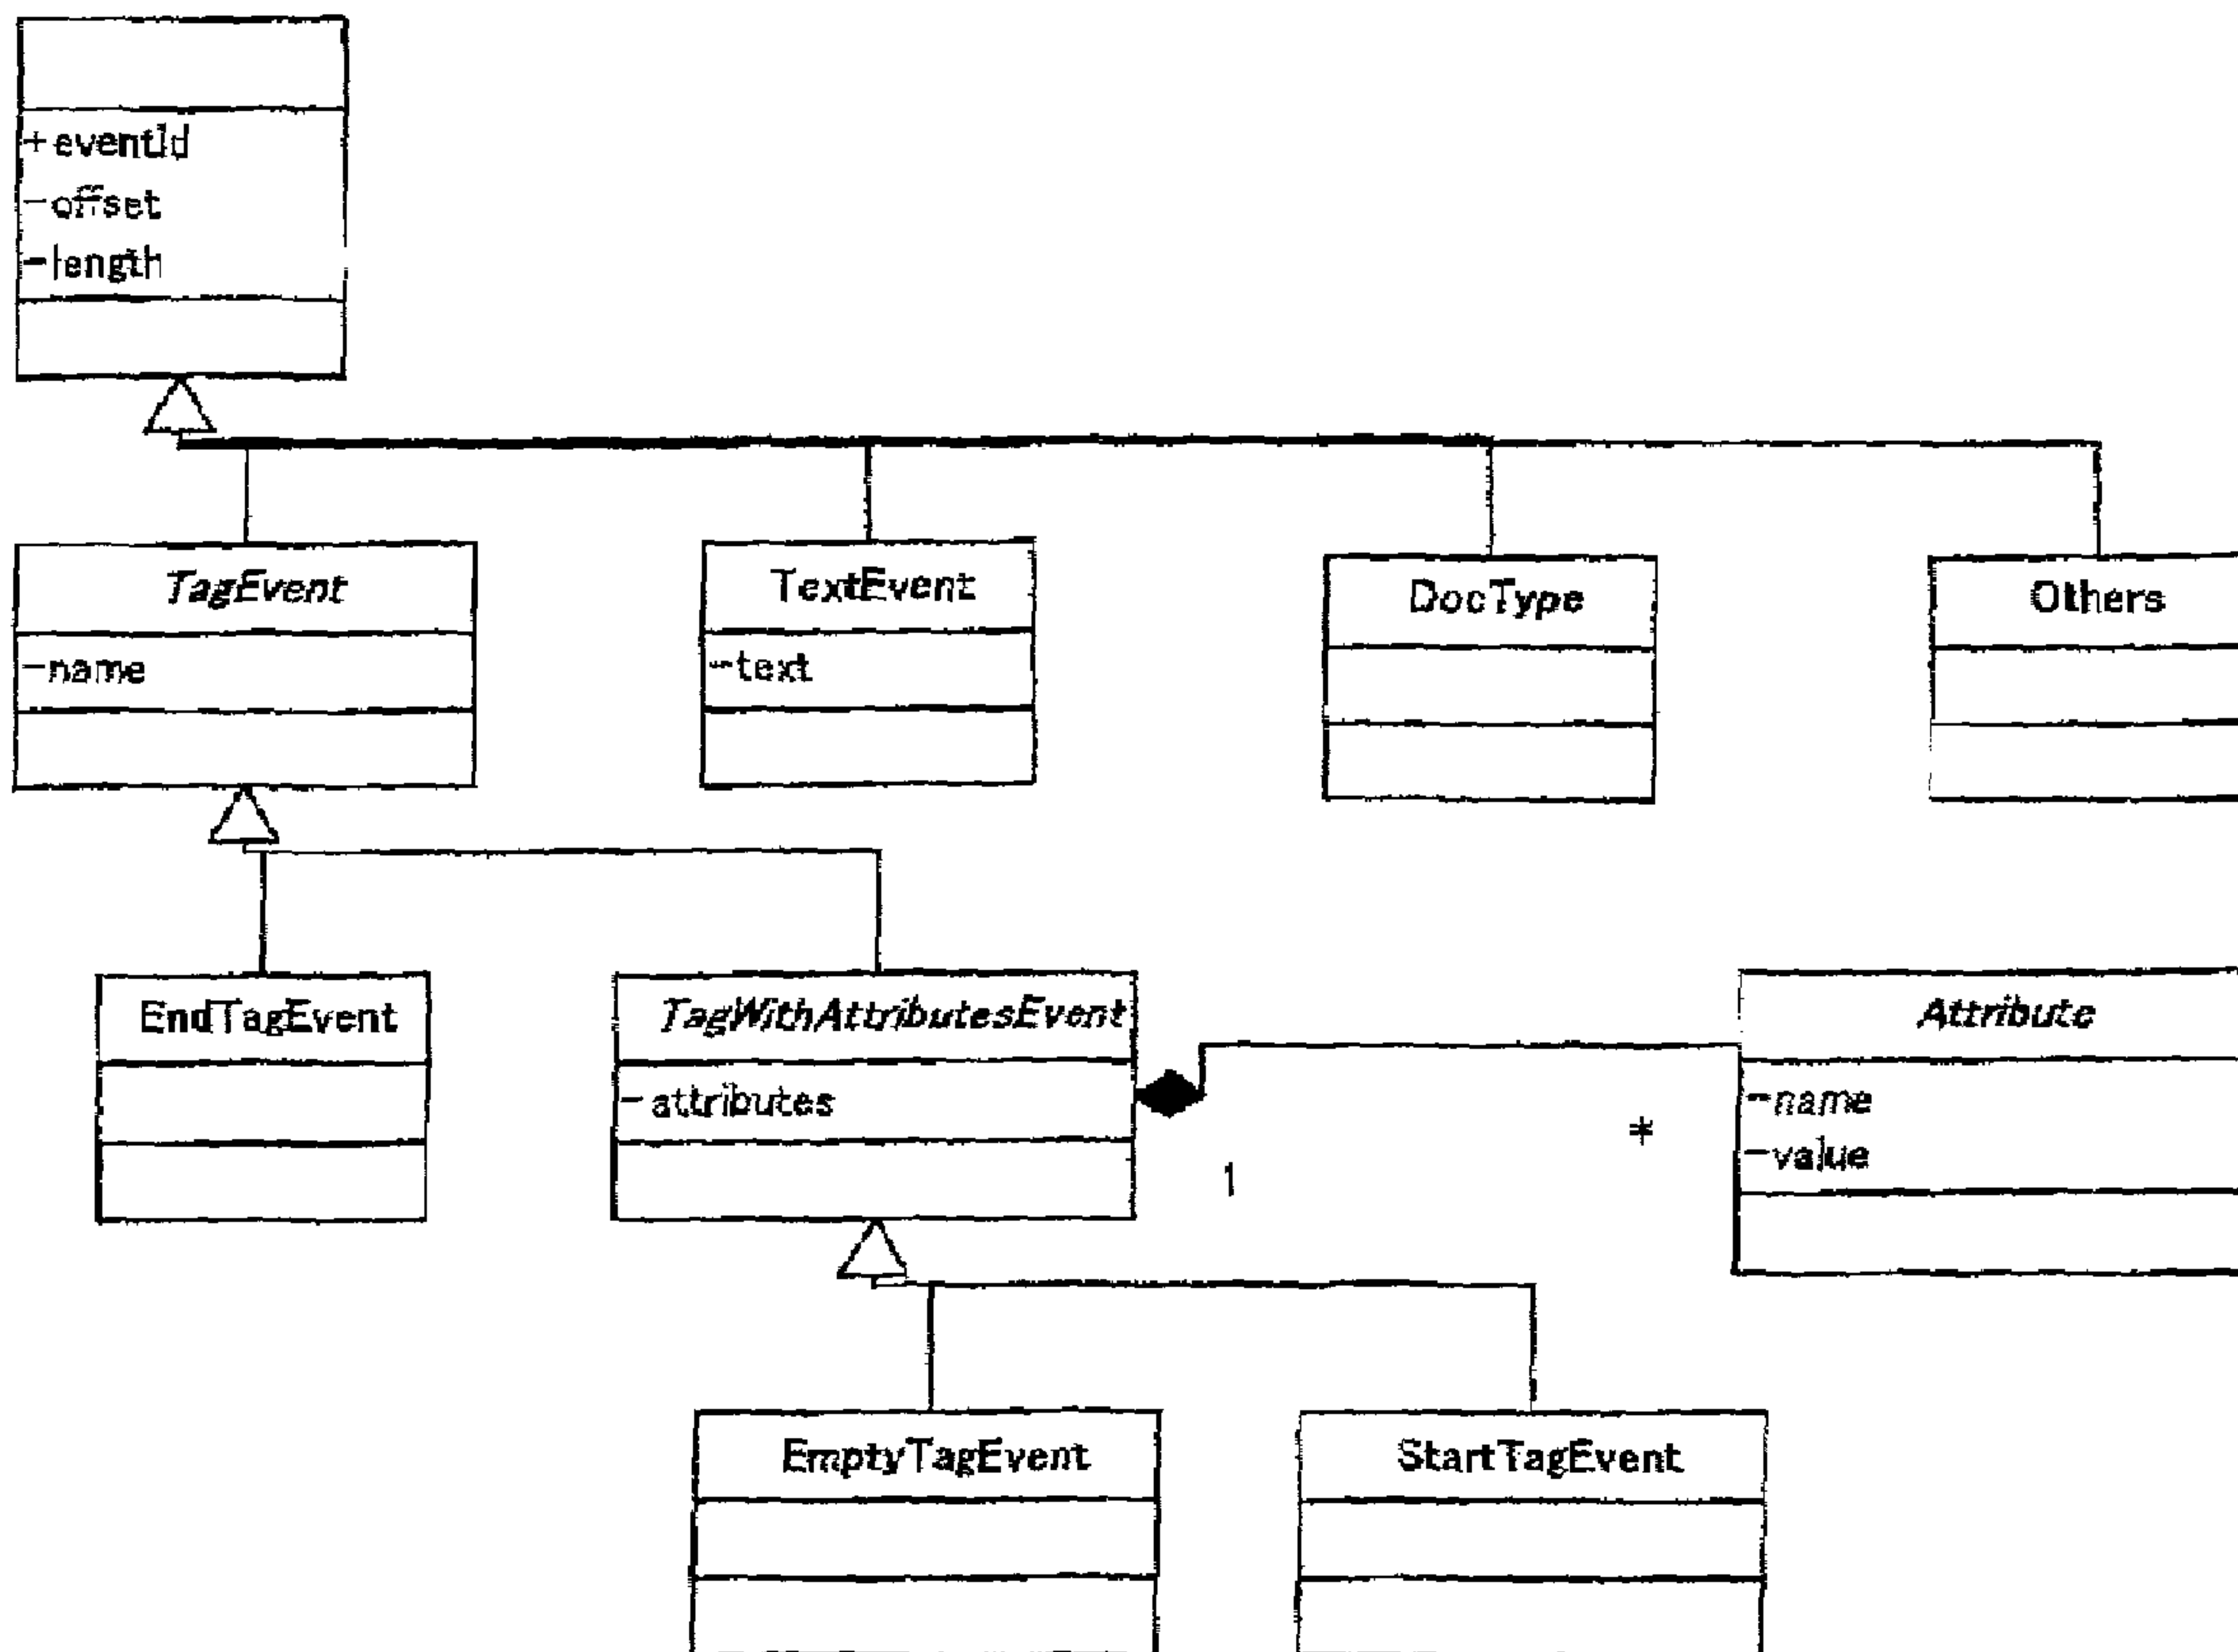 +eventId
-offset
-length
TagEvent
-name
TextEvent
-text
DocType
Others
EndTagEvent
TagWithAttributesEvent
-attributes
1
*
Attribute
-name
-value
EmptyTagEvent
StartTagEvent